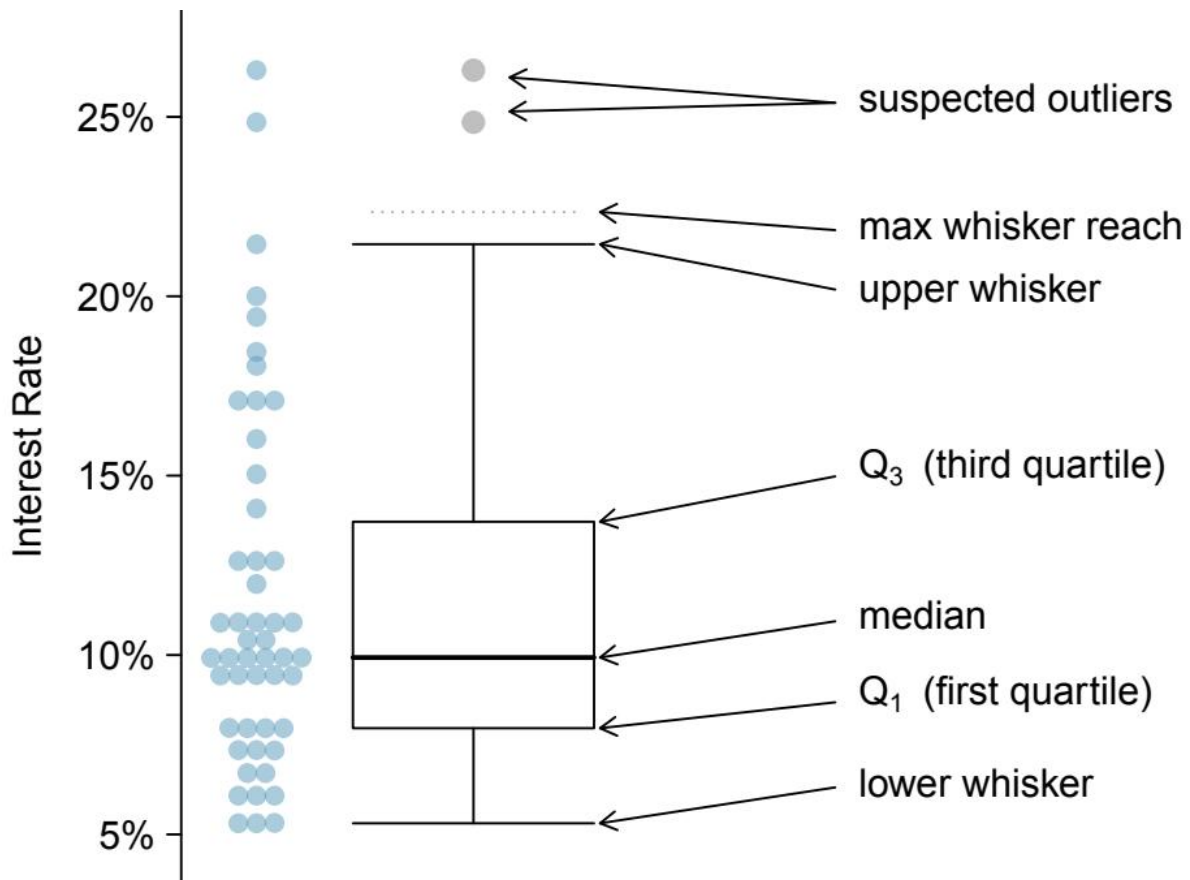 Interest Rate
25%
20%
15%
10%
5%
suspected outliers
max whisker reach
upper whisker
Q₃ (third quartile)
median
Q₁ (first quartile)
lower whisker